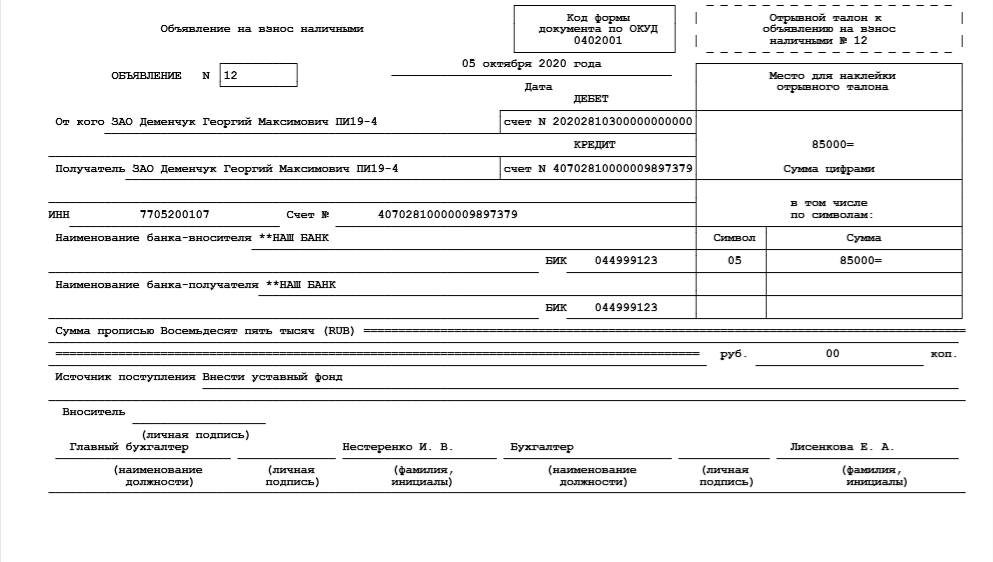 Код формы Отрывной талон к
Объявление на взнос наличными документа по ОКУД объявлению на взнос
0402001 наличными № 12
05 октября 2020 года
ОБЪЯВЛЕНИЕ N 12 Место для наклейки
Дата отрывного талона
ДЕБЕТ
От кого ЗАО Деменчук Георгий Максимович ПИ19-4 счет N 20202810300000000000
КРЕДИТ 85000=
Получатель ЗАО Деменчук Георгий Максимович ПИ19-4 счет N 40702810000009897379 Сумма цифрами
в том числе
ИНН 7705200107 Счет № 40702810000009897379 по символам:
Наименование банка-вносителя **НАШ БАНК Символ Сумма
БИК 044999123 05 85000=
Наименование банка-получателя **НАШ БАНК
БИК 044999123
Сумма прописью Восемьдесят пять тысяч (RUB) ======================================================================================
============================================================================================ руб. 00 коп.
Источник поступления Внести уставный фонд
Вноситель
(личная подпись)
Главный бухгалтер Нестеренко И. В. Бухгалтер Лисенкова Е. А.
(наименование (личная (фамилия, (наименование (личная (фамилия,
должности) подпись) инициалы) должности) подпись) инициалы)